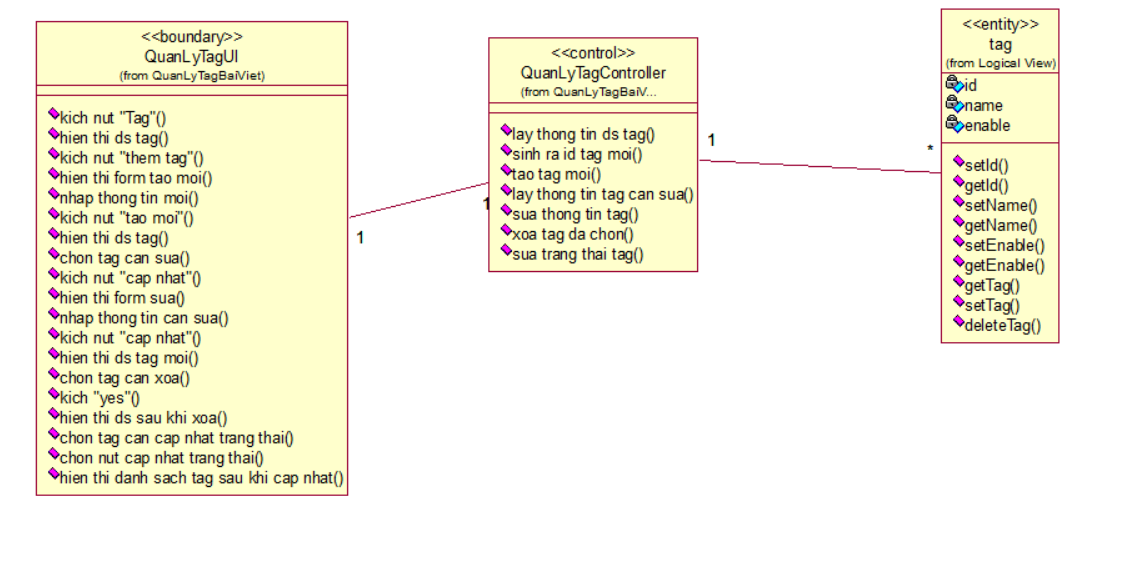 <<boundary>>
QuanLyTagUI
(from QuanLyTagBaiViet)
kich nut "Tag"()
hien thi ds tag()
kich nut "them tag"()
hien thi form tao moi()
nhap thong tin moi()
kich nut "tao moi"()
hien thi ds tag()
chon tag can sua()
kich nut "cap nhat"()
hien thi form sua()
nhap thong tin can sua()
kich nut "cap nhat"()
hien thi ds tag moi()
chon tag can xoa()
kich "yes"()
hien thi ds sau khi xoa()
chon tag can cap nhat trang thai()
chon nut cap nhat trang thai()
hien thi danh sach tag sau khi cap nhat()
1
1
<<control>>
QuanLyTagController
(from QuanLyTagBaiV...
lay thong tin ds tag()
sinh ra id tag moi()
tao tag moi()
lay thong tin tag can sua()
sua thong tin tag()
xoa tag da chon()
sua trang thai tag()
1
*
<<entity>>
tag
(from Logical View)
id
name
enable
setId()
getId()
setName()
getName()
setEnable()
getEnable()
getTag()
setTag()
deleteTag()